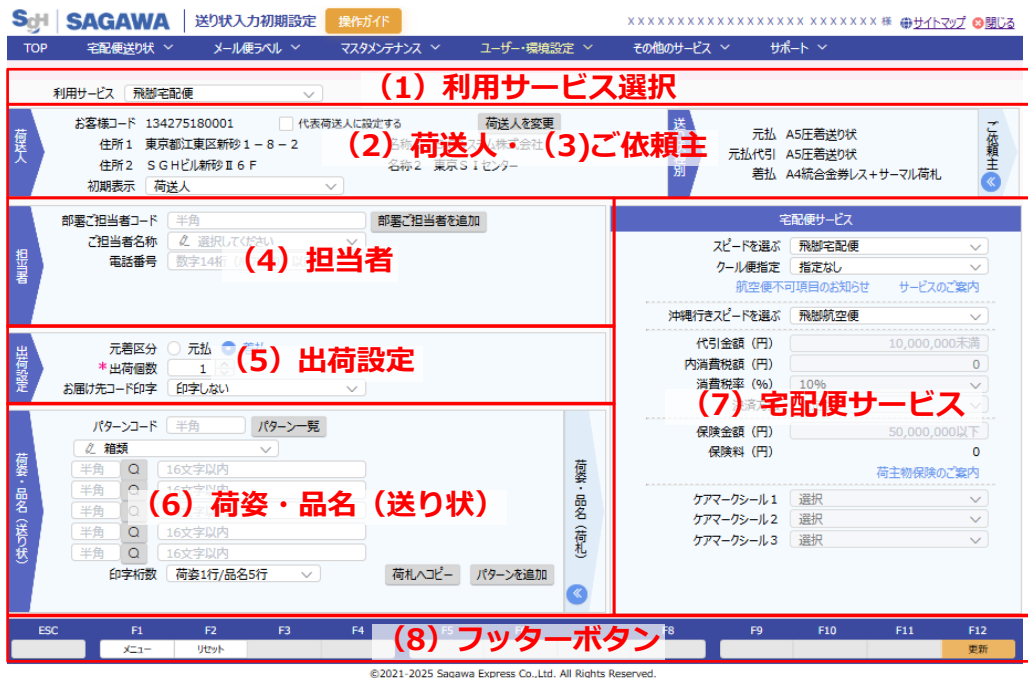 SGH SAGAWA 送り状入力初期設定 操作ガイド XXXXXXXXXXXXXXXXXX XXXXXXX 様 サイトマップ 閉じる
TOP 宅配便送り状 メール便ラベル マスタメンテナンス ユーザー・環境設定 その他のサービス サポート
利用サービス 飛脚宅配便
(1)利用サービス選択
荷送人
お客様コード 134275180001 代表荷送人に設定する 荷送人を変更
住所1 東京都江東区新砂1-8-2
住所2 SGHビル新砂Ⅱ6F 名称2 東京SIセンター
初期表示 荷送人
(2)荷送人・(3)ご依頼主
元払 A5圧着送り状
元払代引 A5圧着送り状
着払 A4統合金券レス+サーマル荷札
ご依頼主
担当者
部署ご担当者コード 半角 部署ご担当者を追加
ご担当者名称 選択してください
電話番号 数字14桁
(4)担当者
出荷設定
元着区分 元払
*出荷個数 1
お届け先コード印字 印字しない
(5)出荷設定
荷姿・品名(送り状)
パターンコード 半角 パターン一覧
箱類
半角 16文字以内
半角
半角
半角 16文字以内
半角 16文字以内
印字桁数 荷姿1行/品名5行 荷札へコピー パターンを追加
(6)荷姿・品名(送り状)
荷姿・品名(荷札)
宅配便サービス
スピードを選ぶ 飛脚宅配便
クール便指定 指定なし
航空便不可項目のお知らせ サービスのご案内
沖縄行きスピードを選ぶ 飛脚航空便
代引金額(円) 10,000,000未満
内消費税額(円) 0
消費税率(%) 10%
(7)宅配便サービス
保険金額(円) 50,000,000以下
保険料(円) 0
荷主物保険のご案内
ケアマークシール1 選択
ケアマークシール2 選択
ケアマークシール3 選択
ESC F1 F2 F3 F4 F5 F8 F9 F10 F11 F12
メニュー リセット 更新
(8)フッターボタン
©2021-2025 Sagawa Express Co.,Ltd. All Rights Reserved.